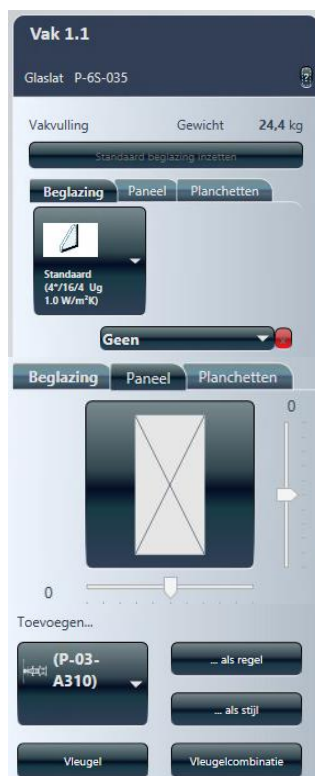 Vak 1.1
Glaslat P-6S-035
Vakvulling Gewicht 24,4 kg
Standaard beglazing inzetten
Beglazing Paneel Planchetten
Standaard
(4*/16/4 Ug
1.0 W/m²K)
Geen
Beglazing Paneel Planchetten
0
0
Toevoegen...
(P-03-
A310)
... als regel
... als stijl
Vleugel Vleugelcombinatie